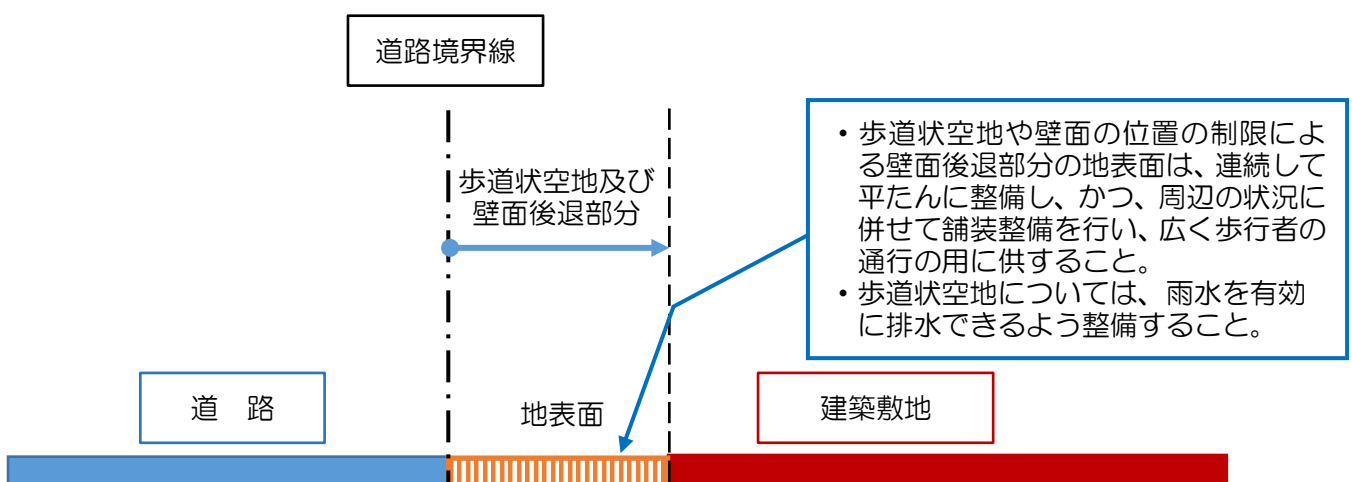 道路境界線
歩道状空地及び
壁面後退部分
・歩道状空地や壁面の位置の制限によ
る壁面後退部分の地表面は、連続して
平たんに整備し、かつ、周辺の状況に
併せて舗装整備を行い、広く歩行者の
通行の用に供すること。
・歩道状空地については、雨水を有効
に排水できるよう整備すること。
道　路
地表面
建築敷地